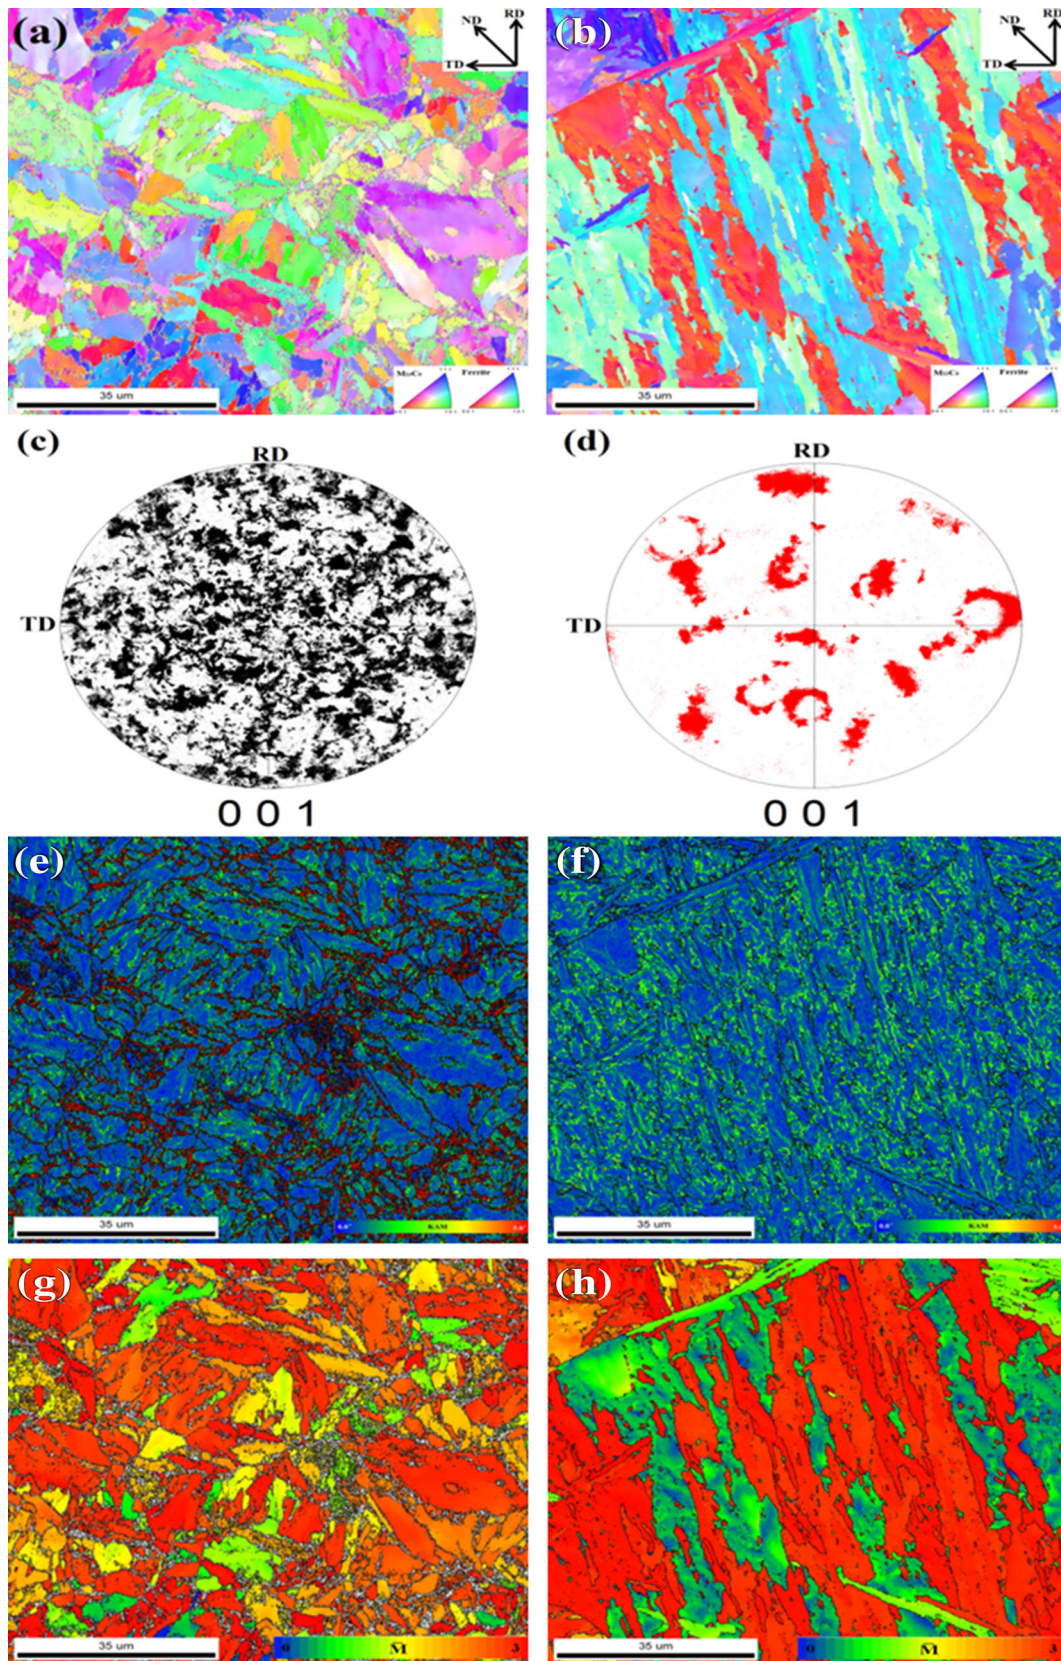 (a)
ND
RD
TD
M₂₃C₆
Ferrite
35 um
(b)
ND
RD
TD
M₂₃C₆
Ferrite
35 um
(c)
RD
TD
0 0 1
(d)
RD
TD
0 0 1
(e)
35 um
KAM
(f)
35 um
KAM
(g)
35 um
0
M
3
(h)
35 um
0
M
3